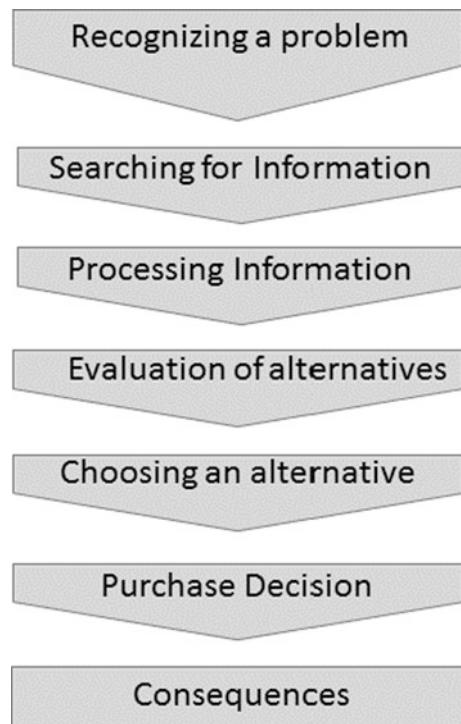 Recognizing a problem
Searching for Information
Processing Information
Evaluation of alternatives
Choosing an alternative
Purchase Decision
Consequences